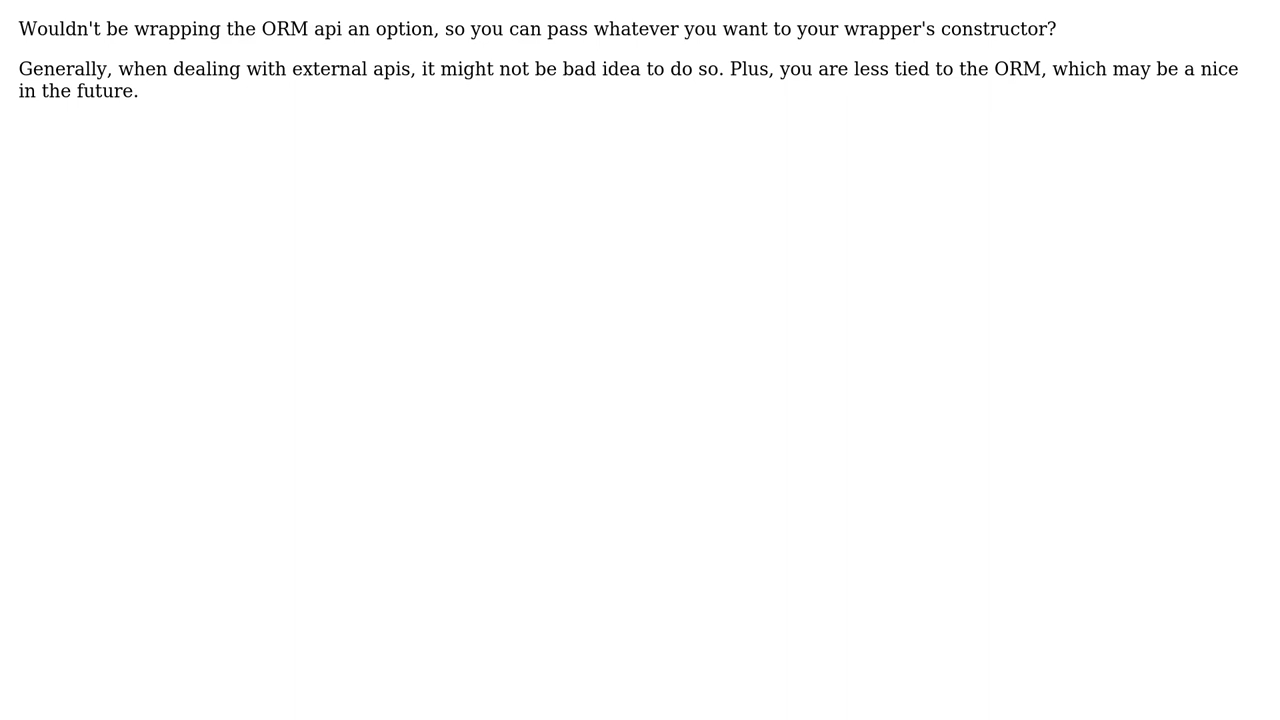 Wouldn't be wrapping the ORM api an option, so you can pass whatever you want to your wrapper's constructor?
Generally, when dealing with external apis, it might not be bad idea to do so. Plus, you are less tied to the ORM, which may be a nice
in the future.